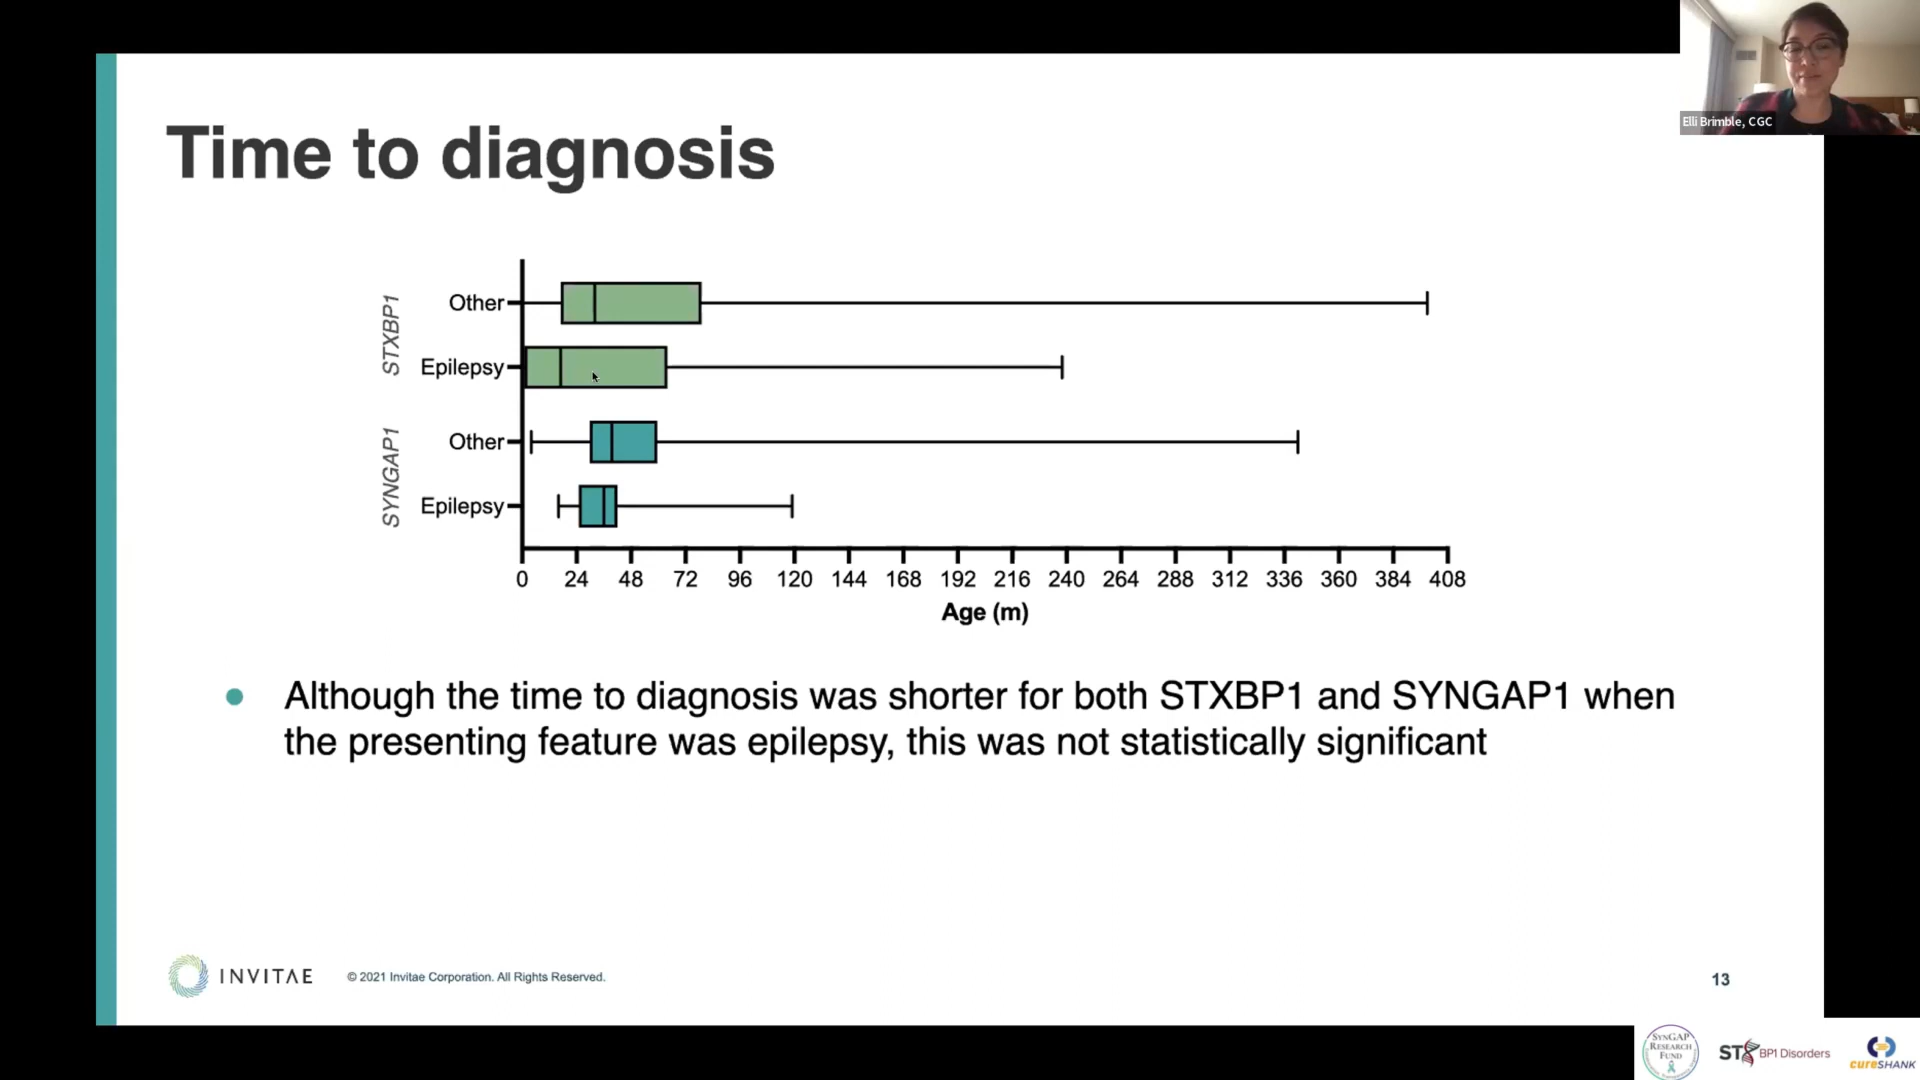 Elli Brimble, CGC
Time to diagnosis
STXBP1
Other
Epilepsy
SYNGAP1
Other
Epilepsy
0 24 48 72 96 120 144 168 192 216 240 264 288 312 336 360 384 408
Age (m)
Although the time to diagnosis was shorter for both STXBP1 and SYNGAP1 when
the presenting feature was epilepsy, this was not statistically significant
INVITAE
© 2021 Invitae Corporation. All Rights Reserved.
13
SYNGAP
RESEARCH
FUND
STXBP1 Disorders
cureSHANK